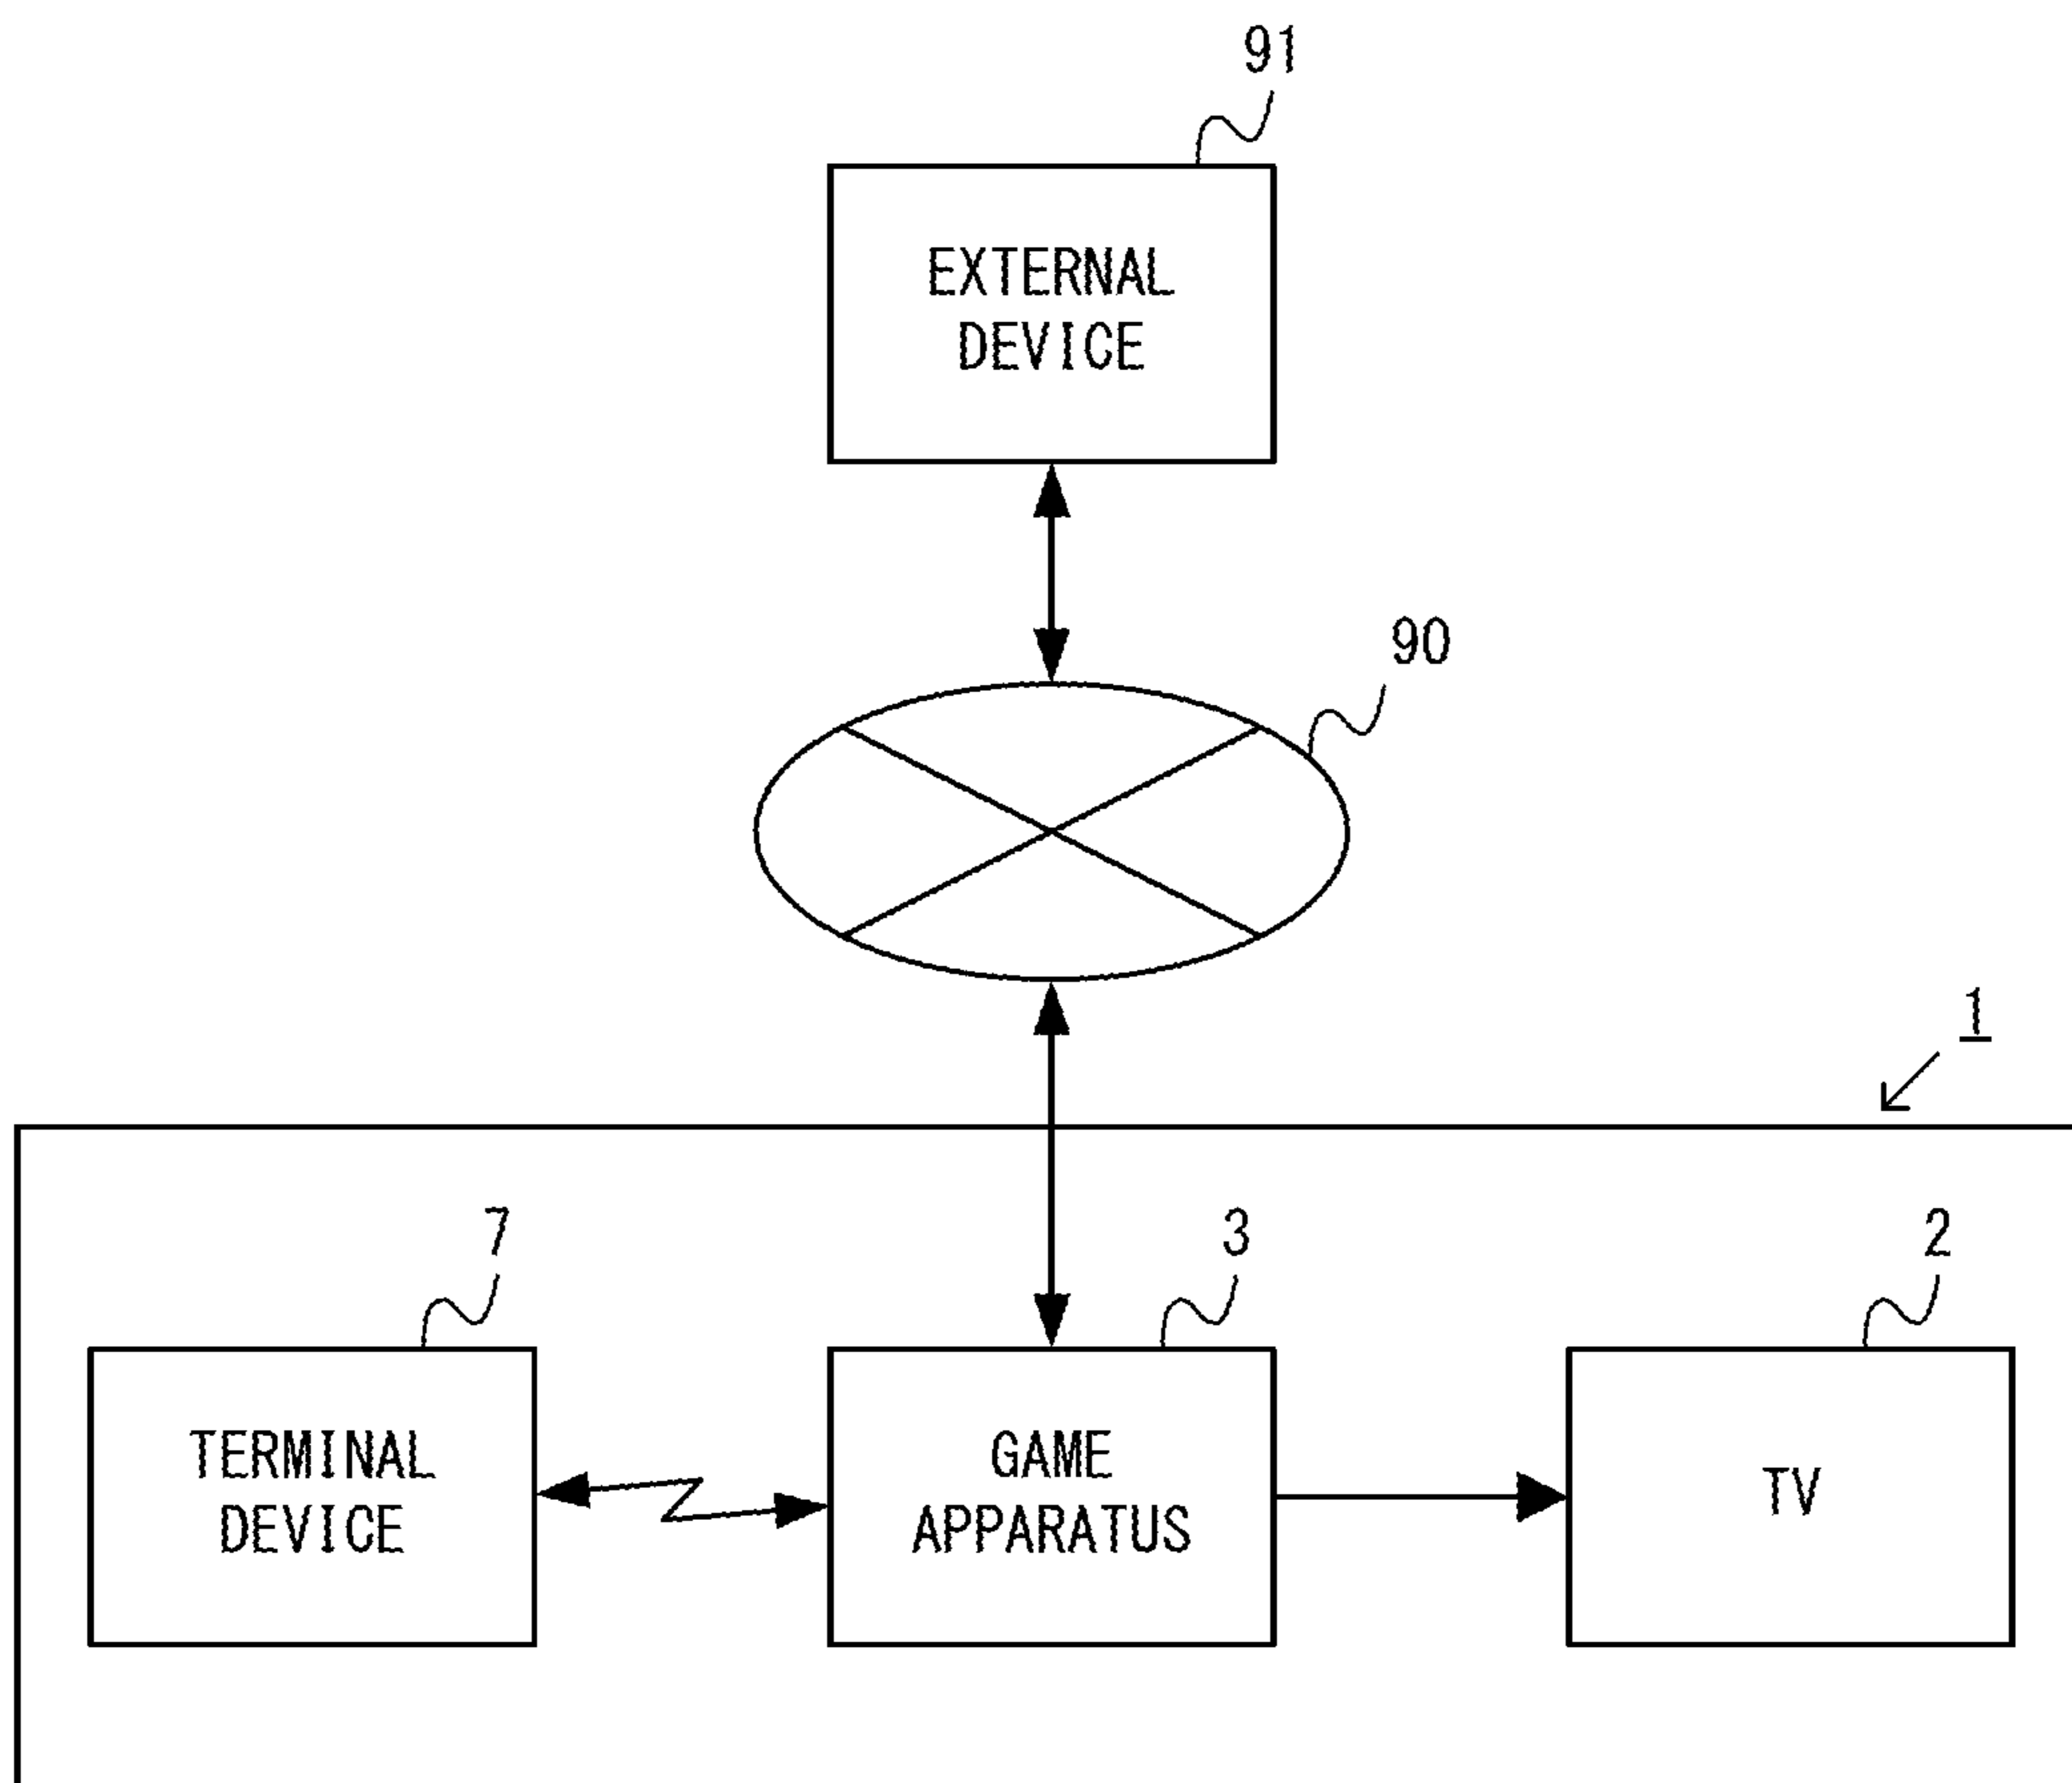 91
EXTERNAL
DEVICE
90
1
7
3
2
TERMINAL
DEVICE
GAME
APPARATUS
TV